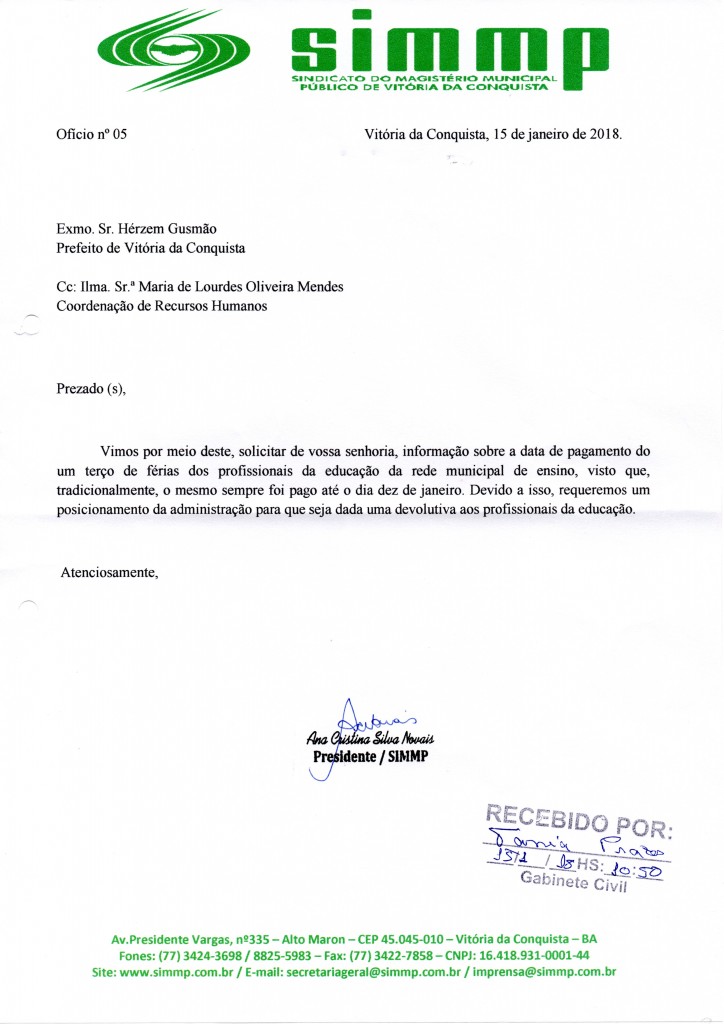 simmp
SINDICATO DO MAGISTÉRIO MUNICIPAL
PÚBLICO DE VITÓRIA DA CONQUISTA
Ofício nº 05
Vitória da Conquista, 15 de janeiro de 2018.
Exmo. Sr. Hérzem Gusmão
Prefeito de Vitória da Conquista
Cc: Ilma. Sr.ª Maria de Lourdes Oliveira Mendes
Coordenação de Recursos Humanos
Prezado (s),
Vimos por meio deste, solicitar de vossa senhoria, informação sobre a data de pagamento do
um terço de férias dos profissionais da educação da rede municipal de ensino, visto que,
tradicionalmente, o mesmo sempre foi pago até o dia dez de janeiro. Devido a isso, requeremos um
posicionamento da administração para que seja dada uma devolutiva aos profissionais da educação.
Atenciosamente,
Ana Cristina Silva Novais
Presidente / SIMMP
RECEBIDO POR:
Tania
/ 18 HS: 10:50
Gabinete Civil
Av.Presidente Vargas, nº335 – Alto Maron – CEP 45.045-010 – Vitória da Conquista – BA
Fones: (77) 3424-3698 / 8825-5983 – Fax: (77) 3422-7858 – CNPJ: 16.418.931-0001-44
Site: www.simmp.com.br / E-mail: secretariageral@simmp.com.br / imprensa@simmp.com.br